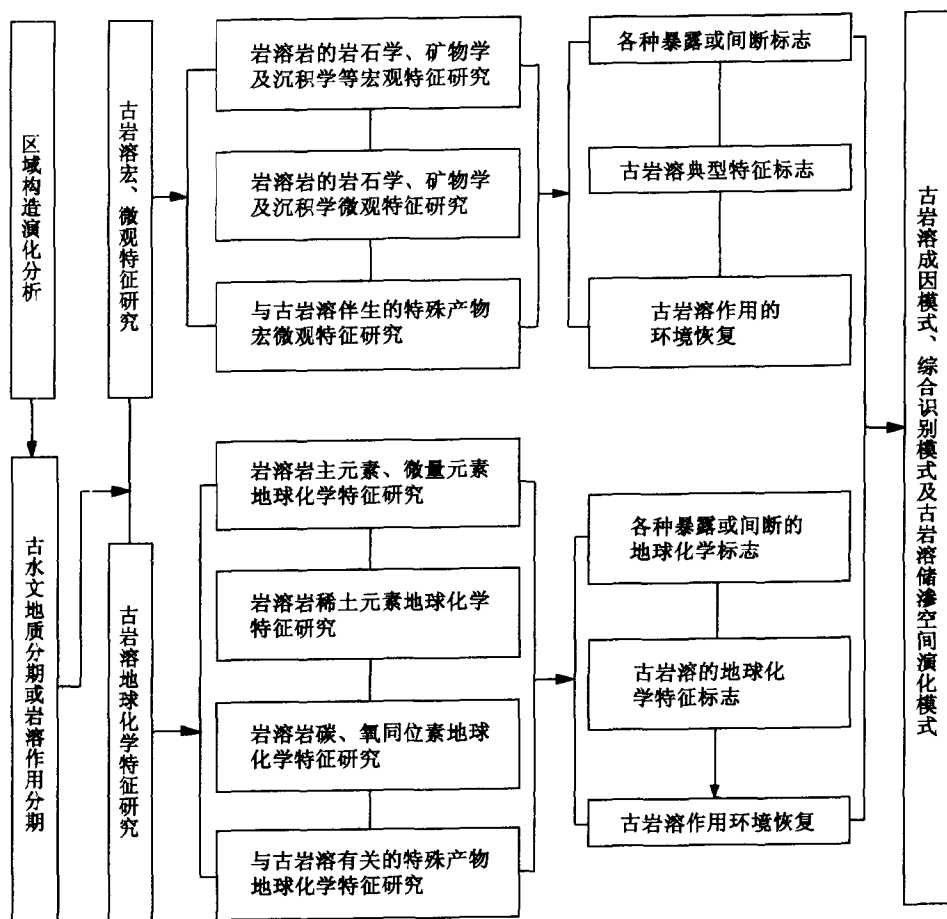 区域构造演化分析
古水文地质分期或岩溶作用分期
古岩溶宏、微观特征研究
古岩溶地球化学特征研究
岩溶岩的岩石学、矿物学
及沉积学等宏观特征研究
岩溶岩的岩石学、矿物学
及沉积学微观特征研究
与古岩溶伴生的特殊产物
宏微观特征研究
岩溶岩主元素、微量元素
地球化学特征研究
岩溶岩稀土元素地球化学
特征研究
岩溶岩碳、氧同位素地球
化学特征研究
与古岩溶有关的特殊产物
地球化学特征研究
各种暴露或间断标志
古岩溶典型特征标志
古岩溶作用的
环境恢复
各种暴露或间断的
地球化学标志
古岩溶的地球化
学特征标志
古岩溶作用环境恢复
古岩溶成因模式、综合识别模式及古岩溶储渗空间演化模式